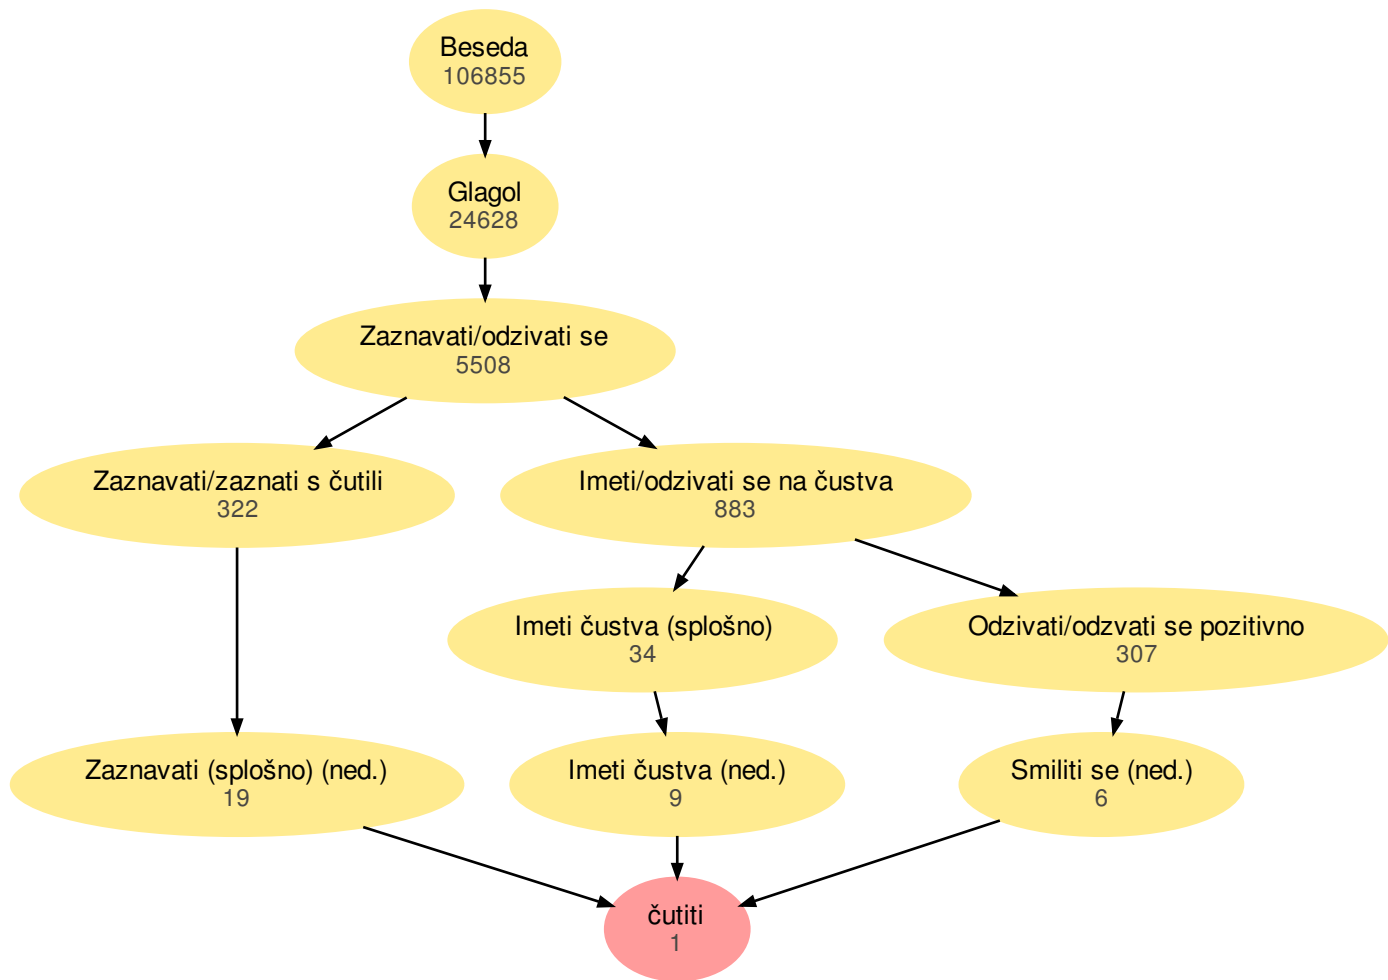 Beseda
106855
Glagol
24628
Zaznavati/odzivati se
5508
Zaznavati/zaznati s čutili
322
Imeti/odzivati se na čustva
883
Imeti čustva (splošno)
34
Odzivati/odzvati se pozitivno
307
Zaznavati (splošno) (ned.)
19
Imeti čustva (ned.)
9
Smiliti se (ned.)
6
čutiti
1